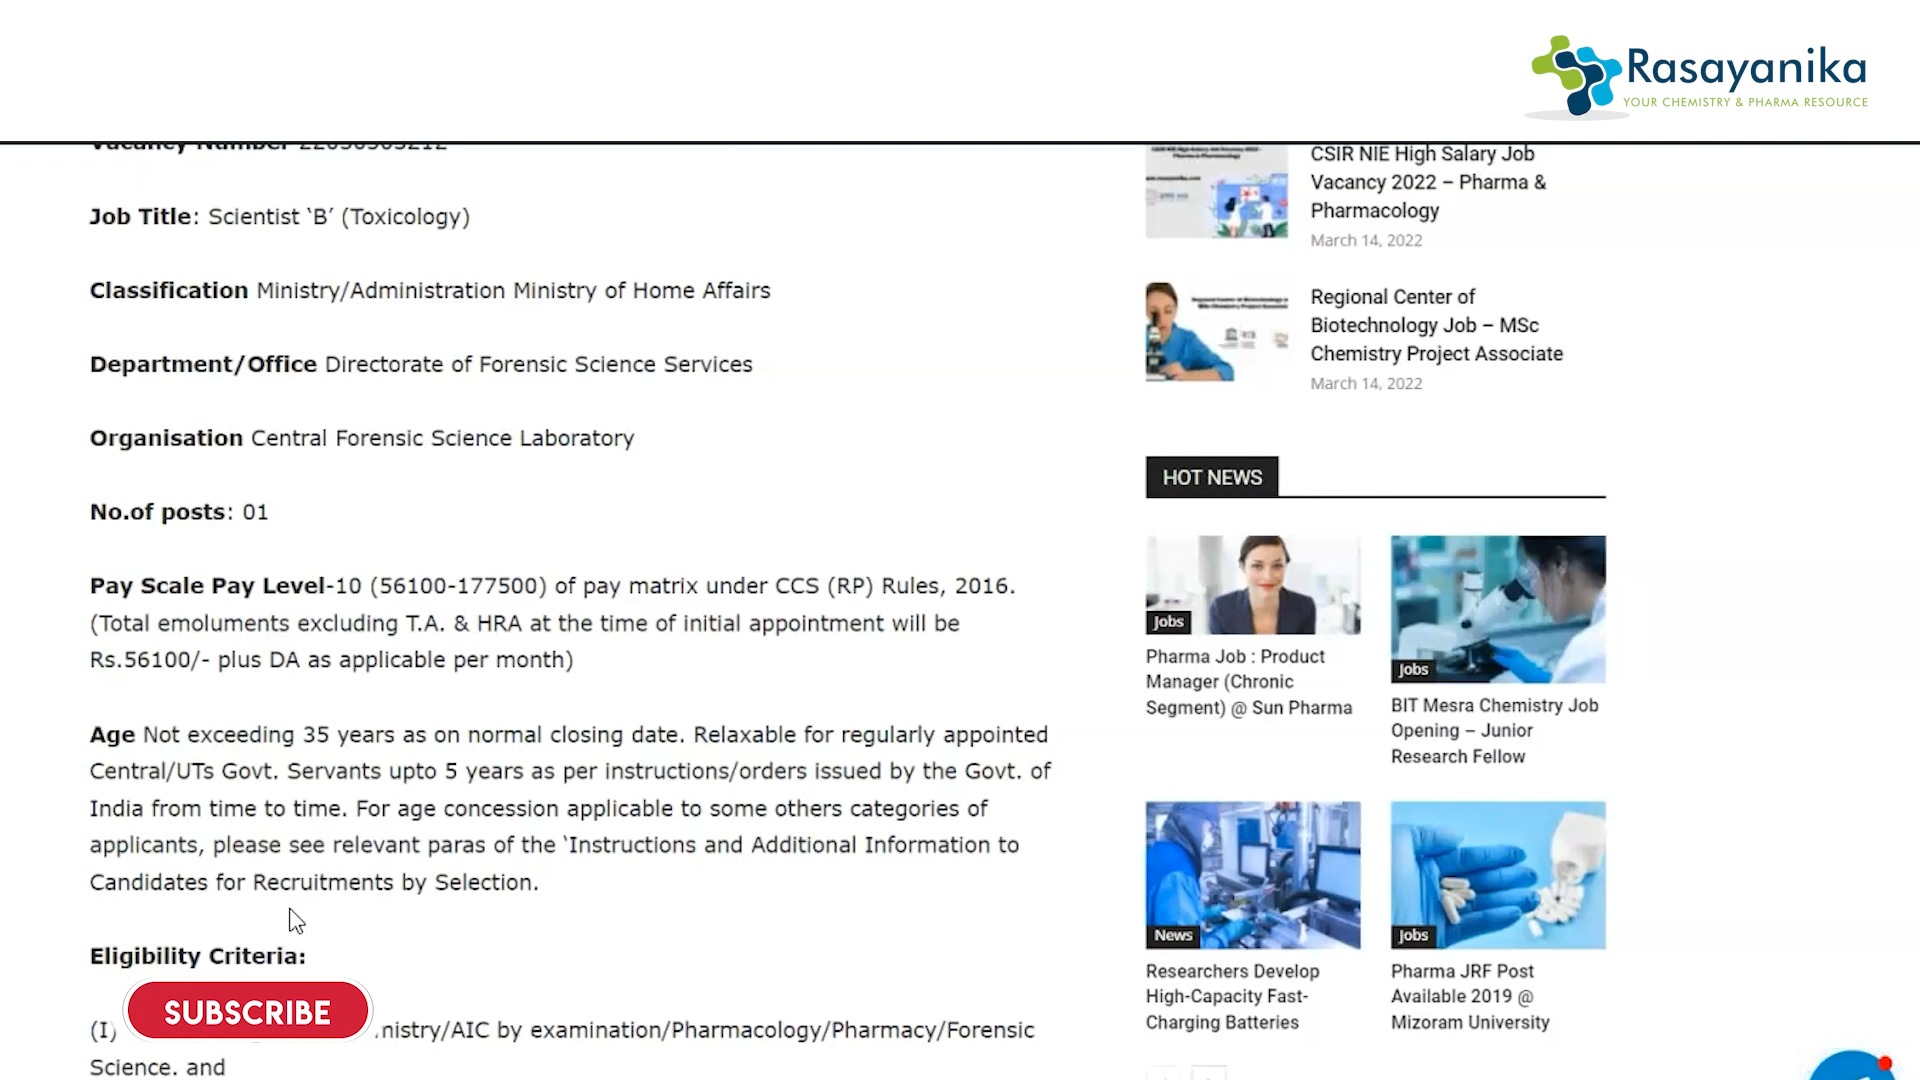 Rasayanika
YOUR CHEMISTRY & PHARMA RESOURCE
Vacancy Number
Job Title: Scientist ‘B’ (Toxicology)
Classification Ministry/Administration Ministry of Home Affairs
Department/Office Directorate of Forensic Science Services
Organisation Central Forensic Science Laboratory
No.of posts: 01
Pay Scale Pay Level-10 (56100-177500) of pay matrix under CCS (RP) Rules, 2016.
(Total emoluments excluding T.A. & HRA at the time of initial appointment will be
Rs.56100/- plus DA as applicable per month)
Age Not exceeding 35 years as on normal closing date. Relaxable for regularly appointed
Central/UTs Govt. Servants upto 5 years as per instructions/orders issued by the Govt. of
India from time to time. For age concession applicable to some others categories of
applicants, please see relevant paras of the ‘Instructions and Additional Information to
Candidates for Recruitments by Selection.
Eligibility Criteria:
SUBSCRIBE
(I) nistry/AIC by examination/Pharmacology/Pharmacy/Forensic
Science. and
CSIR NIE High Salary Job
Vacancy 2022 – Pharma &
Pharmacology
March 14, 2022
Regional Center of
Biotechnology Job – MSc
Chemistry Project Associate
March 14, 2022
HOT NEWS
Jobs
Pharma Job : Product
Manager (Chronic
Segment) @ Sun Pharma
Jobs
BIT Mesra Chemistry Job
Opening – Junior
Research Fellow
News
Researchers Develop
High-Capacity Fast-
Charging Batteries
Jobs
Pharma JRF Post
Available 2019 @
Mizoram University